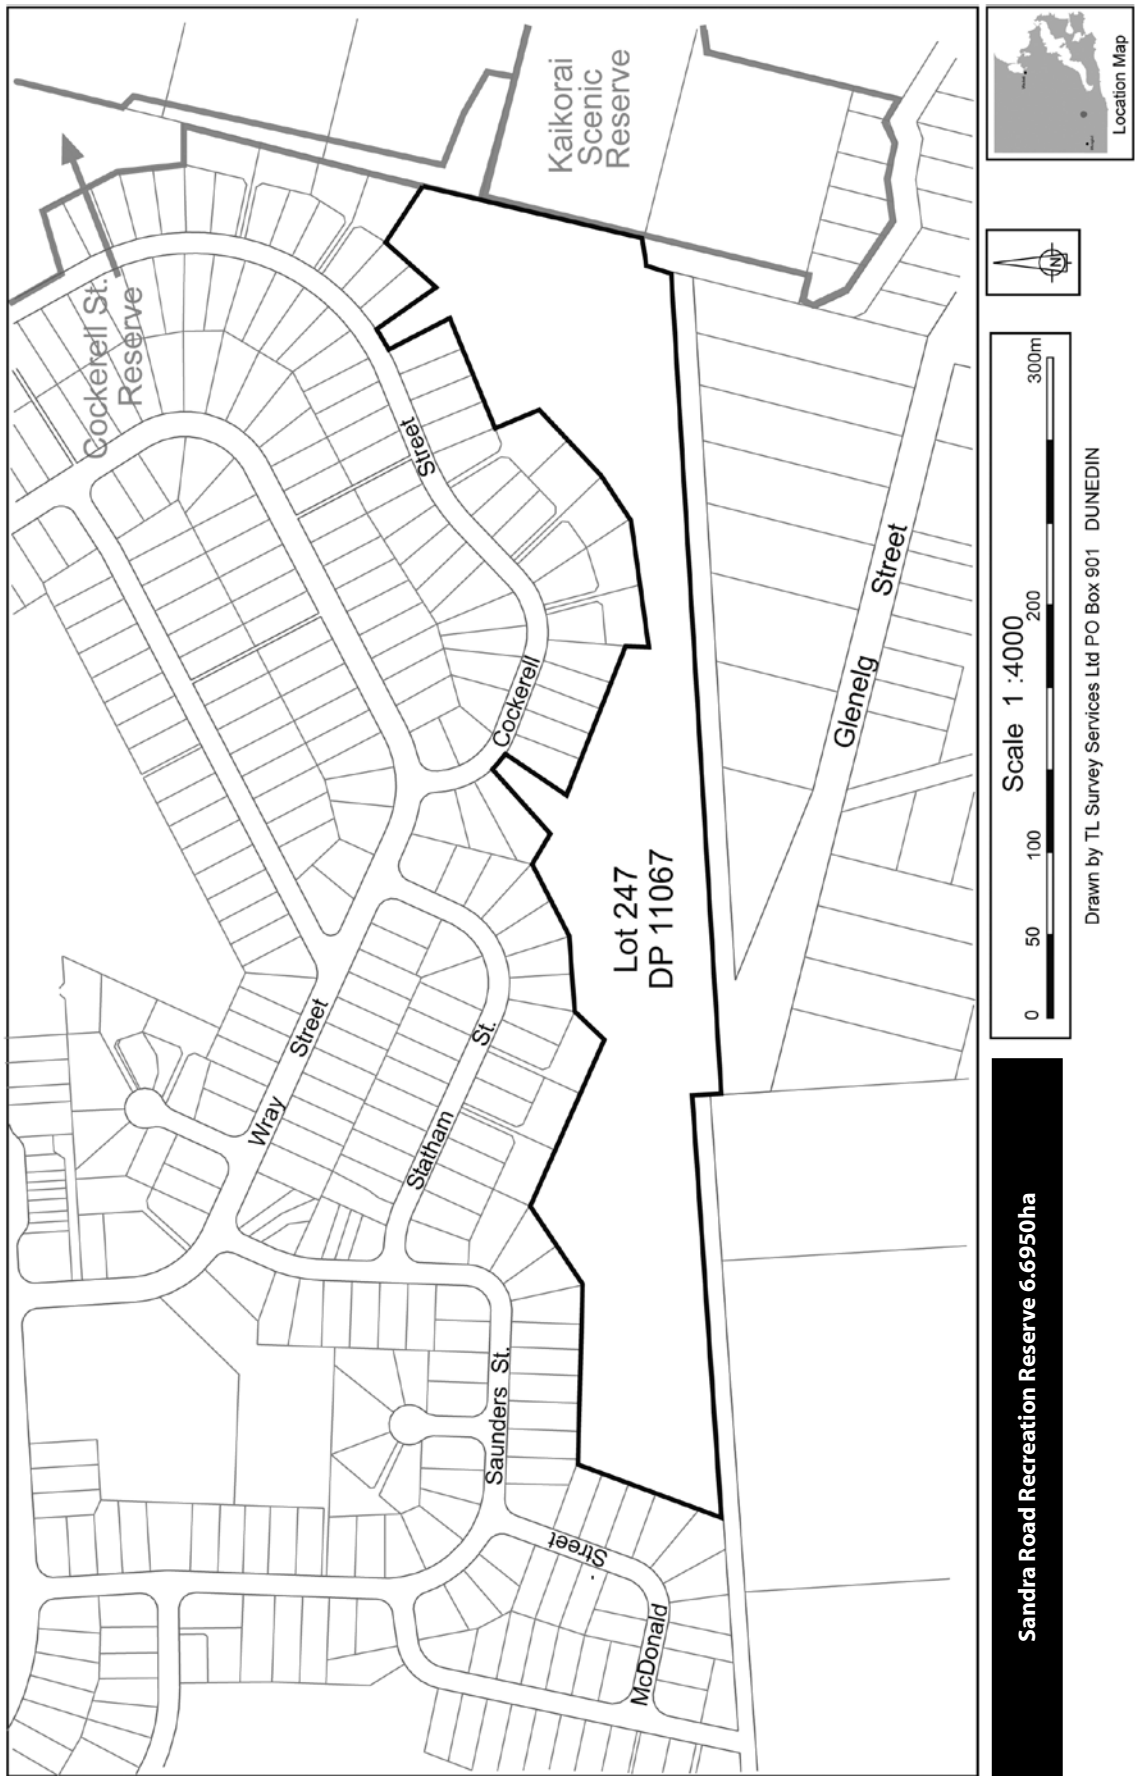 Cockerell St.
Reserve
Kaikorai
Scenic
Reserve
Street
Cockerell
Glenelg Street
Wray Street
Statham St.
Saunders St.
Street
McDonald
Lot 247
DP 11067
Location Map
N
Scale 1 :4000
0 50 100 200 300m
Drawn by TL Survey Services Ltd PO Box 901 DUNEDIN
Sandra Road Recreation Reserve 6.6950ha